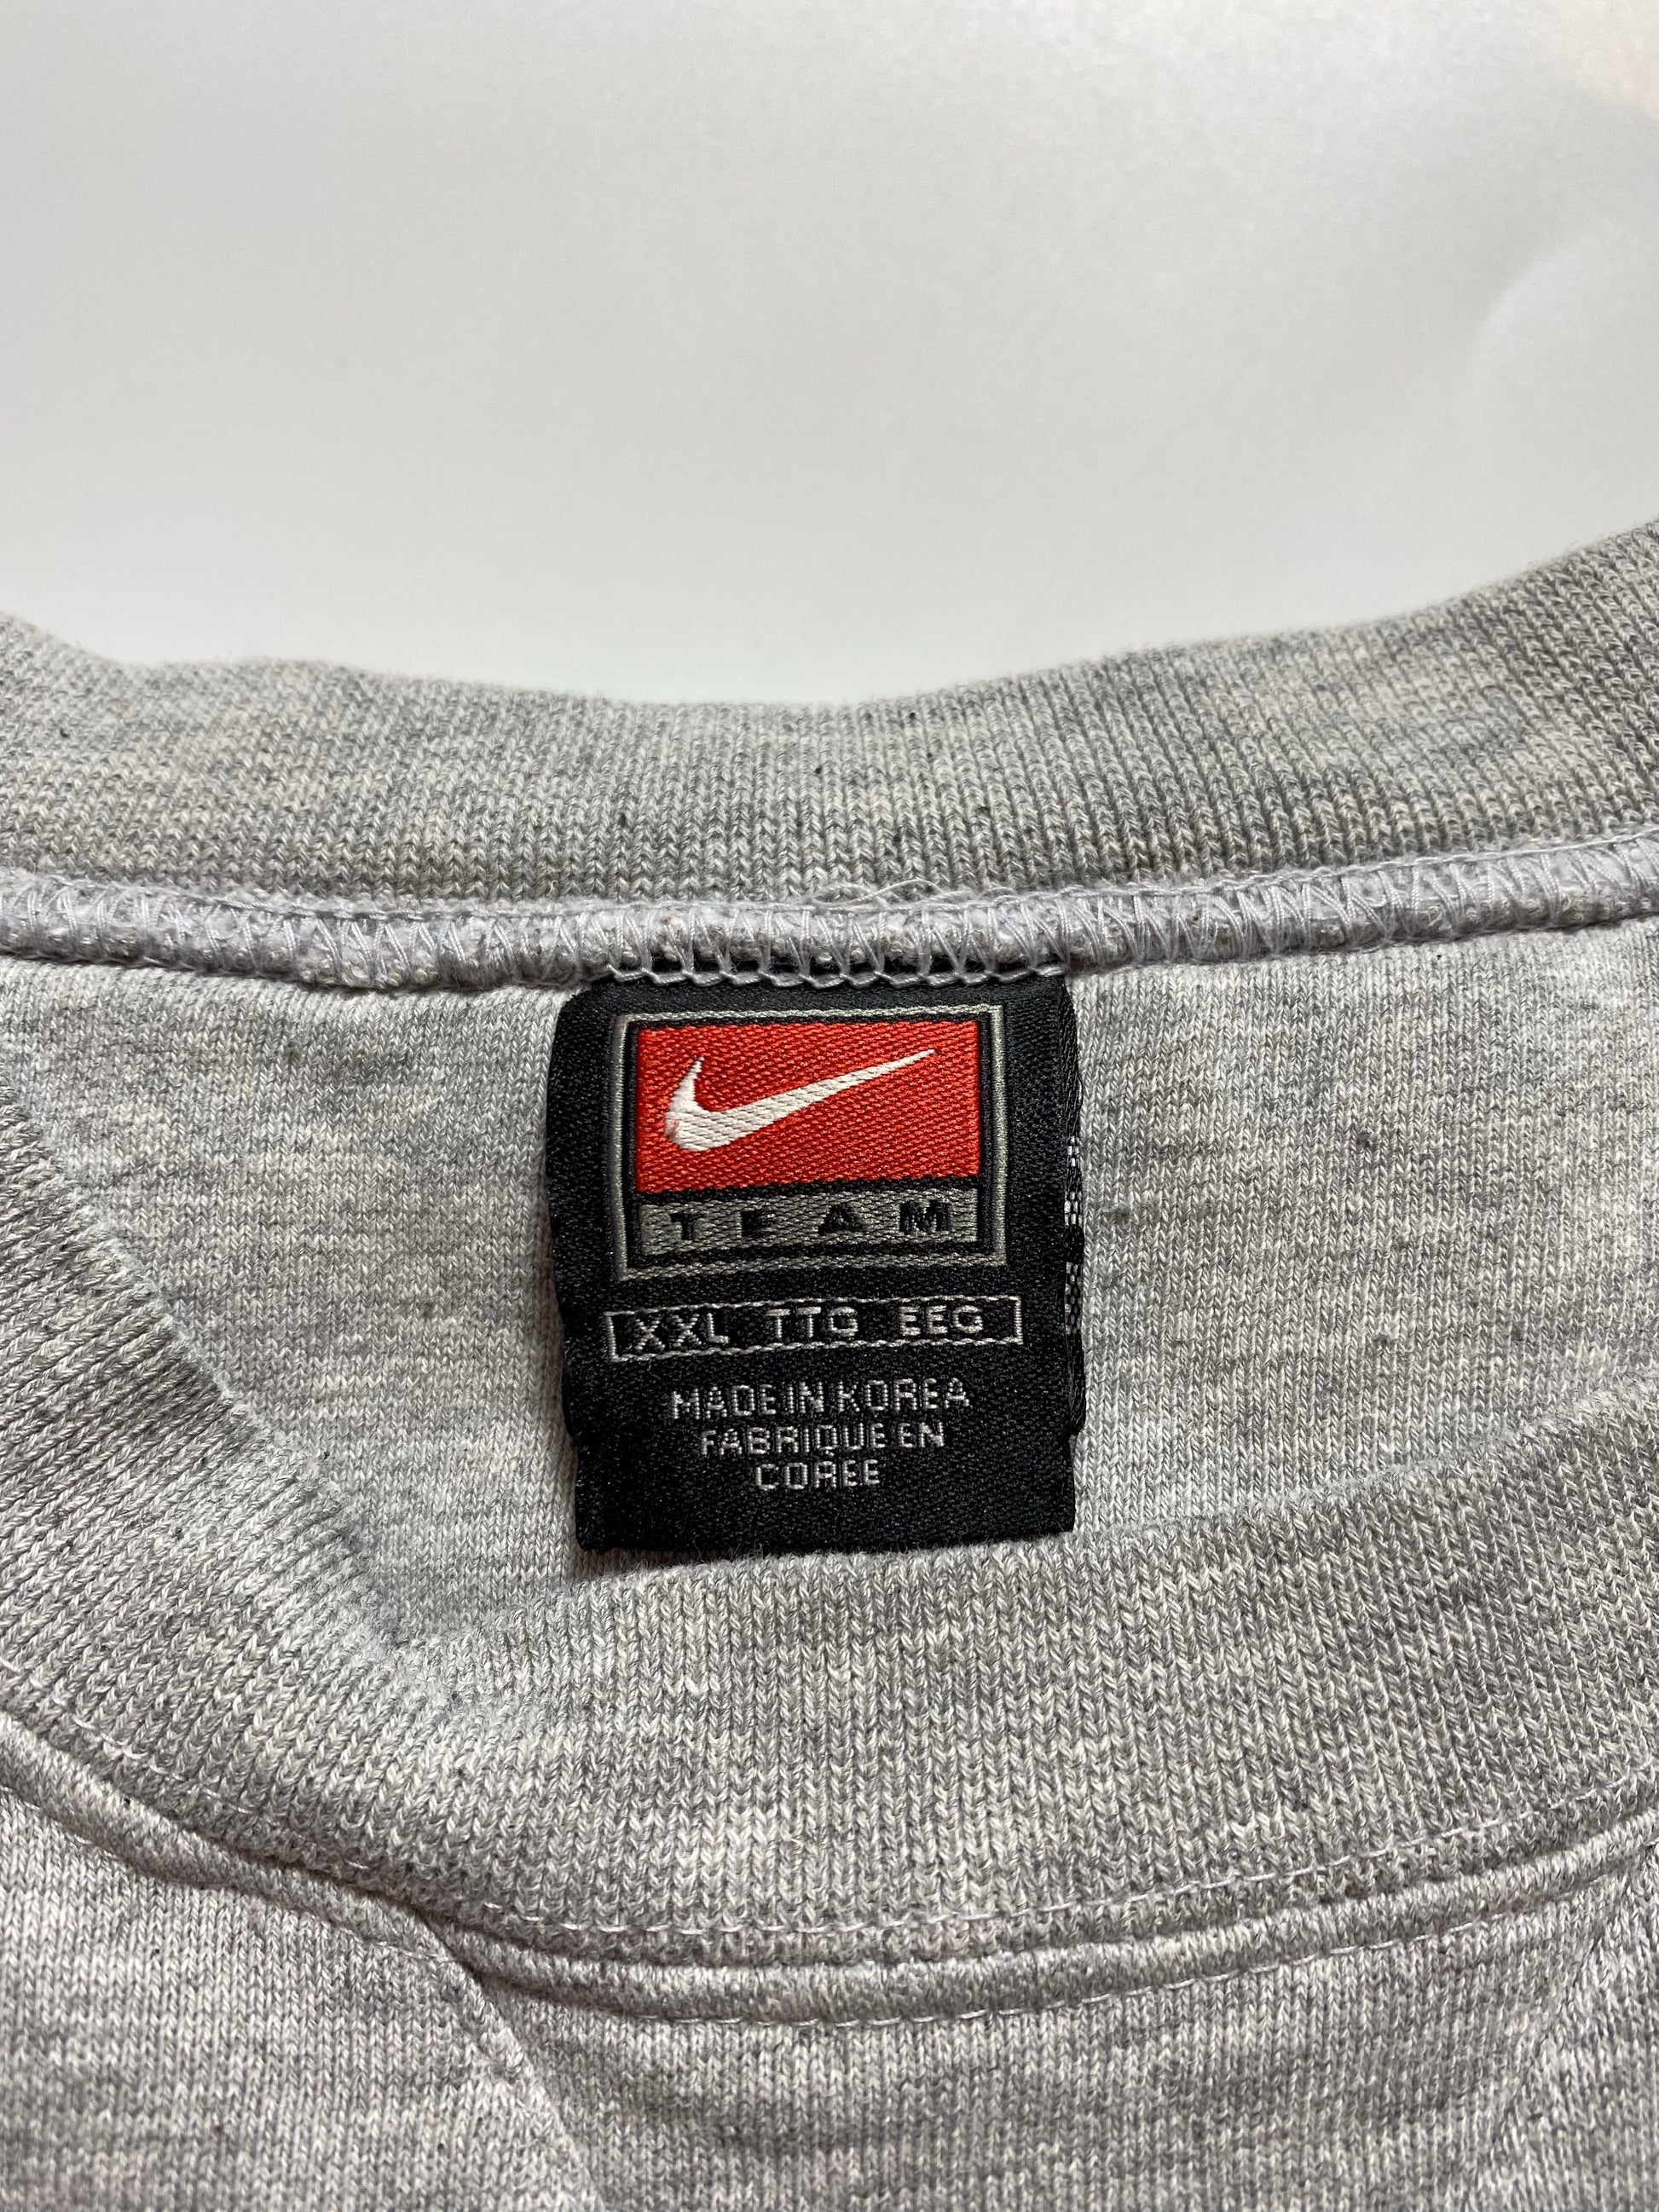 TEAM
XXL TTG EEG
MADE IN KOREA
FABRIQUE EN
COREE